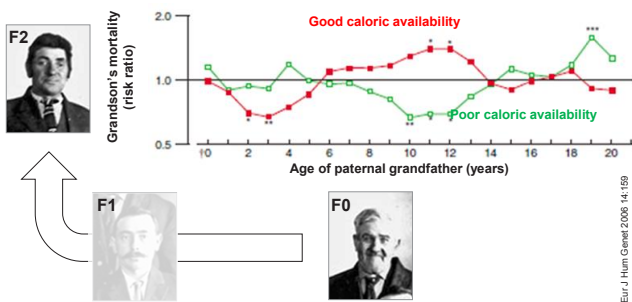 F2
Grandson's mortality
(risk ratio)
2.0
1.0
0.5
Good caloric availability
Poor caloric availability
* ** ** * * * * ***
†0 2 4 6 8 10 12 14 16 18 20
Age of paternal grandfather (years)
F1
F0
Eur J Hum Genet 2006 14:159